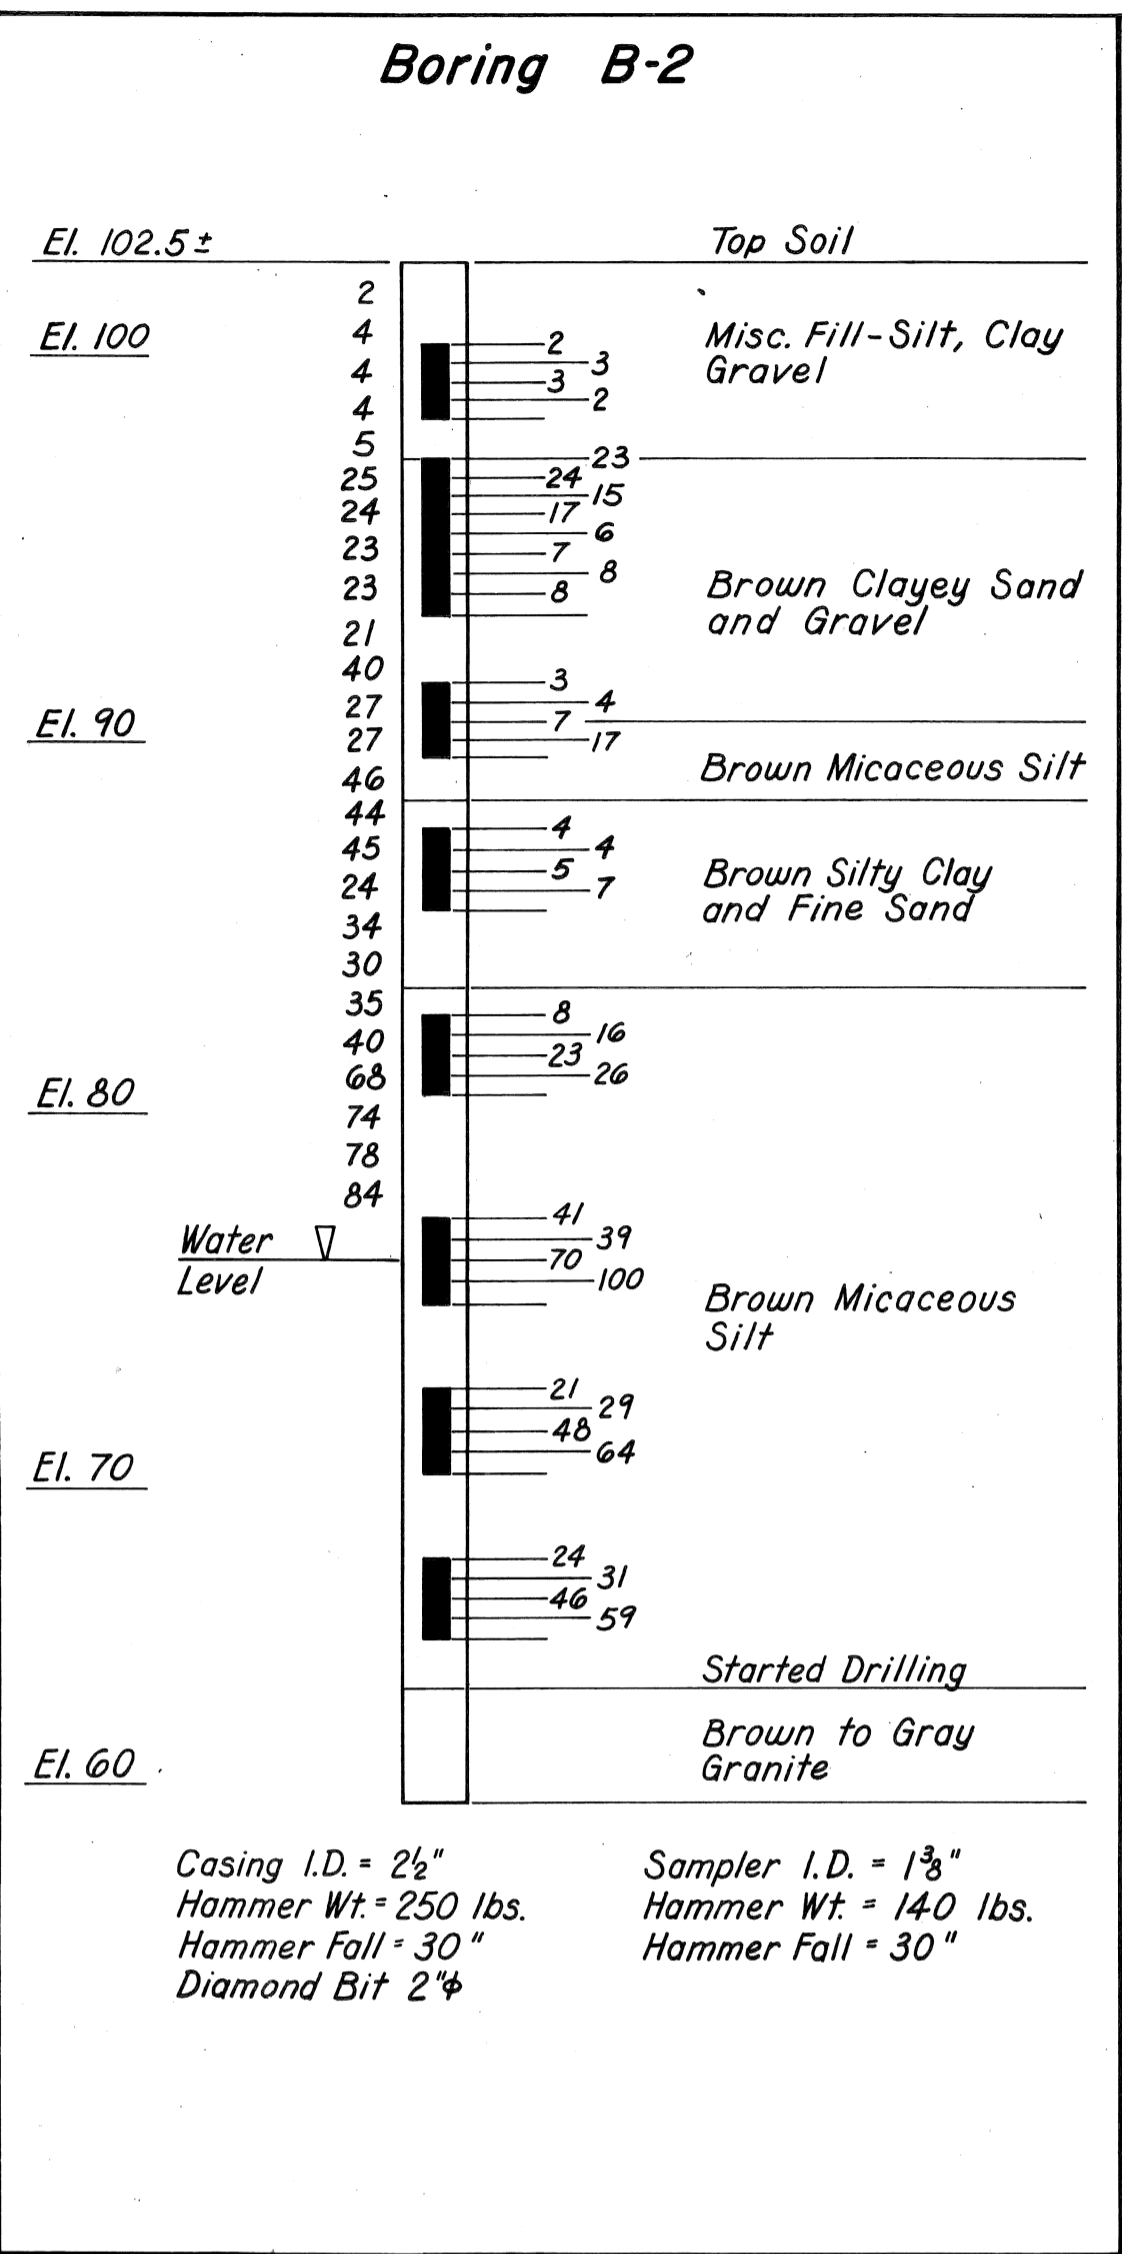 Boring B-2
El. 102.5 ±
Top Soil
2
El. 100
4
2
Misc. Fill-Silt, Clay
3
Gravel
4
3
4
2
5
23
25
24
24
15
17
23
6
7
23
8
8
Brown Clayey Sand
and Gravel
21
40
3
27
4
El. 90
7
27
17
46
Brown Micaceous Silt
44
4
45
4
24
5
7
Brown Silty Clay
and Fine Sand
34
30
35
8
40
16
23
68
26
El. 80
74
78
84
41
Water
39
70
Level
100
Brown Micaceous
Silt
21
29
48
64
El. 70
24
31
46
59
Started Drilling
Brown to Gray
El. 60
Granite
Casing I.D. = 2½"
Hammer Wt. = 250 lbs.
Hammer Fall = 30"
Diamond Bit 2"ϕ
Sampler I.D. = 1⅜"
Hammer Wt. = 140 lbs.
Hammer Fall = 30"